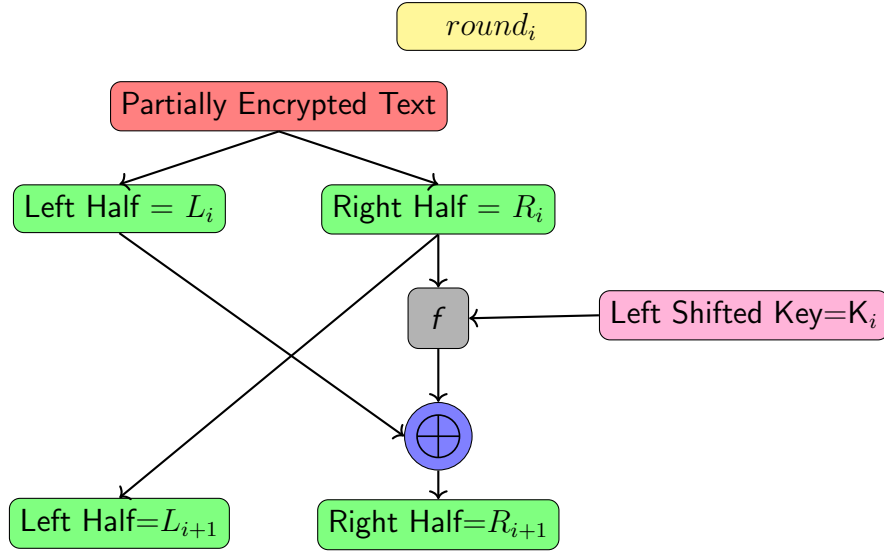 round_i
Partially Encrypted Text
Left Half = L_i
Right Half = R_i
f
Left Shifted Key=K_i
⊕
Left Half=L_{i+1}
Right Half=R_{i+1}